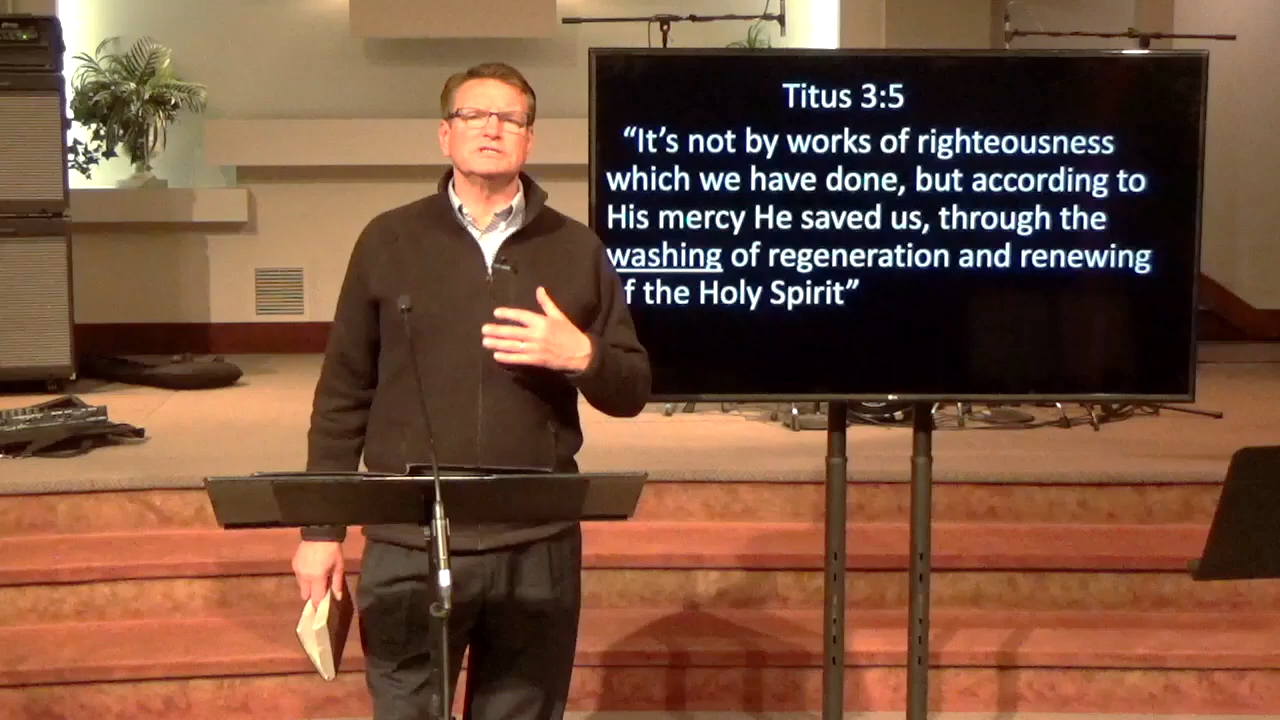 Titus 3:5
“It’s not by works of righteousness
which we have done, but according to
His mercy He saved us, through the
washing of regeneration and renewing
f the Holy Spirit”